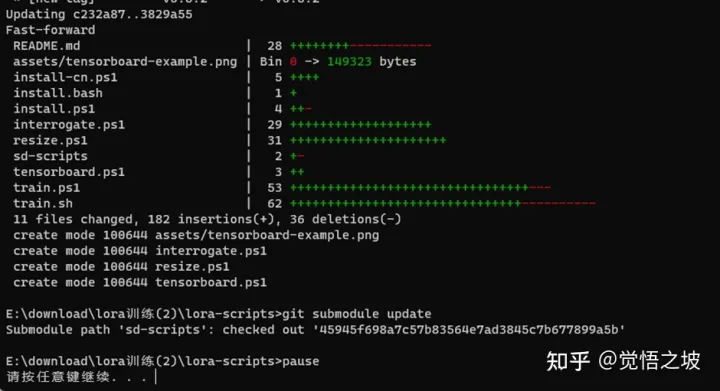 Updating c232a87..3829a55
Fast-forward
README.md | 28 ++++++++-----------
assets/tensorboard-example.png | Bin 0 -> 149323 bytes
install-cn.ps1 | 5 ++++
install.bash | 1 +
install.ps1 | 4 ++-
interrogate.ps1 | 29 ++++++++++++++++++++
resize.ps1 | 31 ++++++++++++++++++++++
sd-scripts | 2 +-
tensorboard.ps1 | 3 ++
train.ps1 | 53 ++++++++++++++++++++++++++++++++++---
train.sh | 62 +++++++++++++++++++++++++++++++++-----------
11 files changed, 182 insertions(+), 36 deletions(-)
create mode 100644 assets/tensorboard-example.png
create mode 100644 interrogate.ps1
create mode 100644 resize.ps1
create mode 100644 tensorboard.ps1
E:\download\lora训练(2)\lora-scripts>git submodule update
Submodule path 'sd-scripts': checked out '45945f698a7c57b83564e7ad3845c7b677899a5b'
E:\download\lora训练(2)\lora-scripts>pause
请按任意键继续. . .
知乎 @觉悟之坡